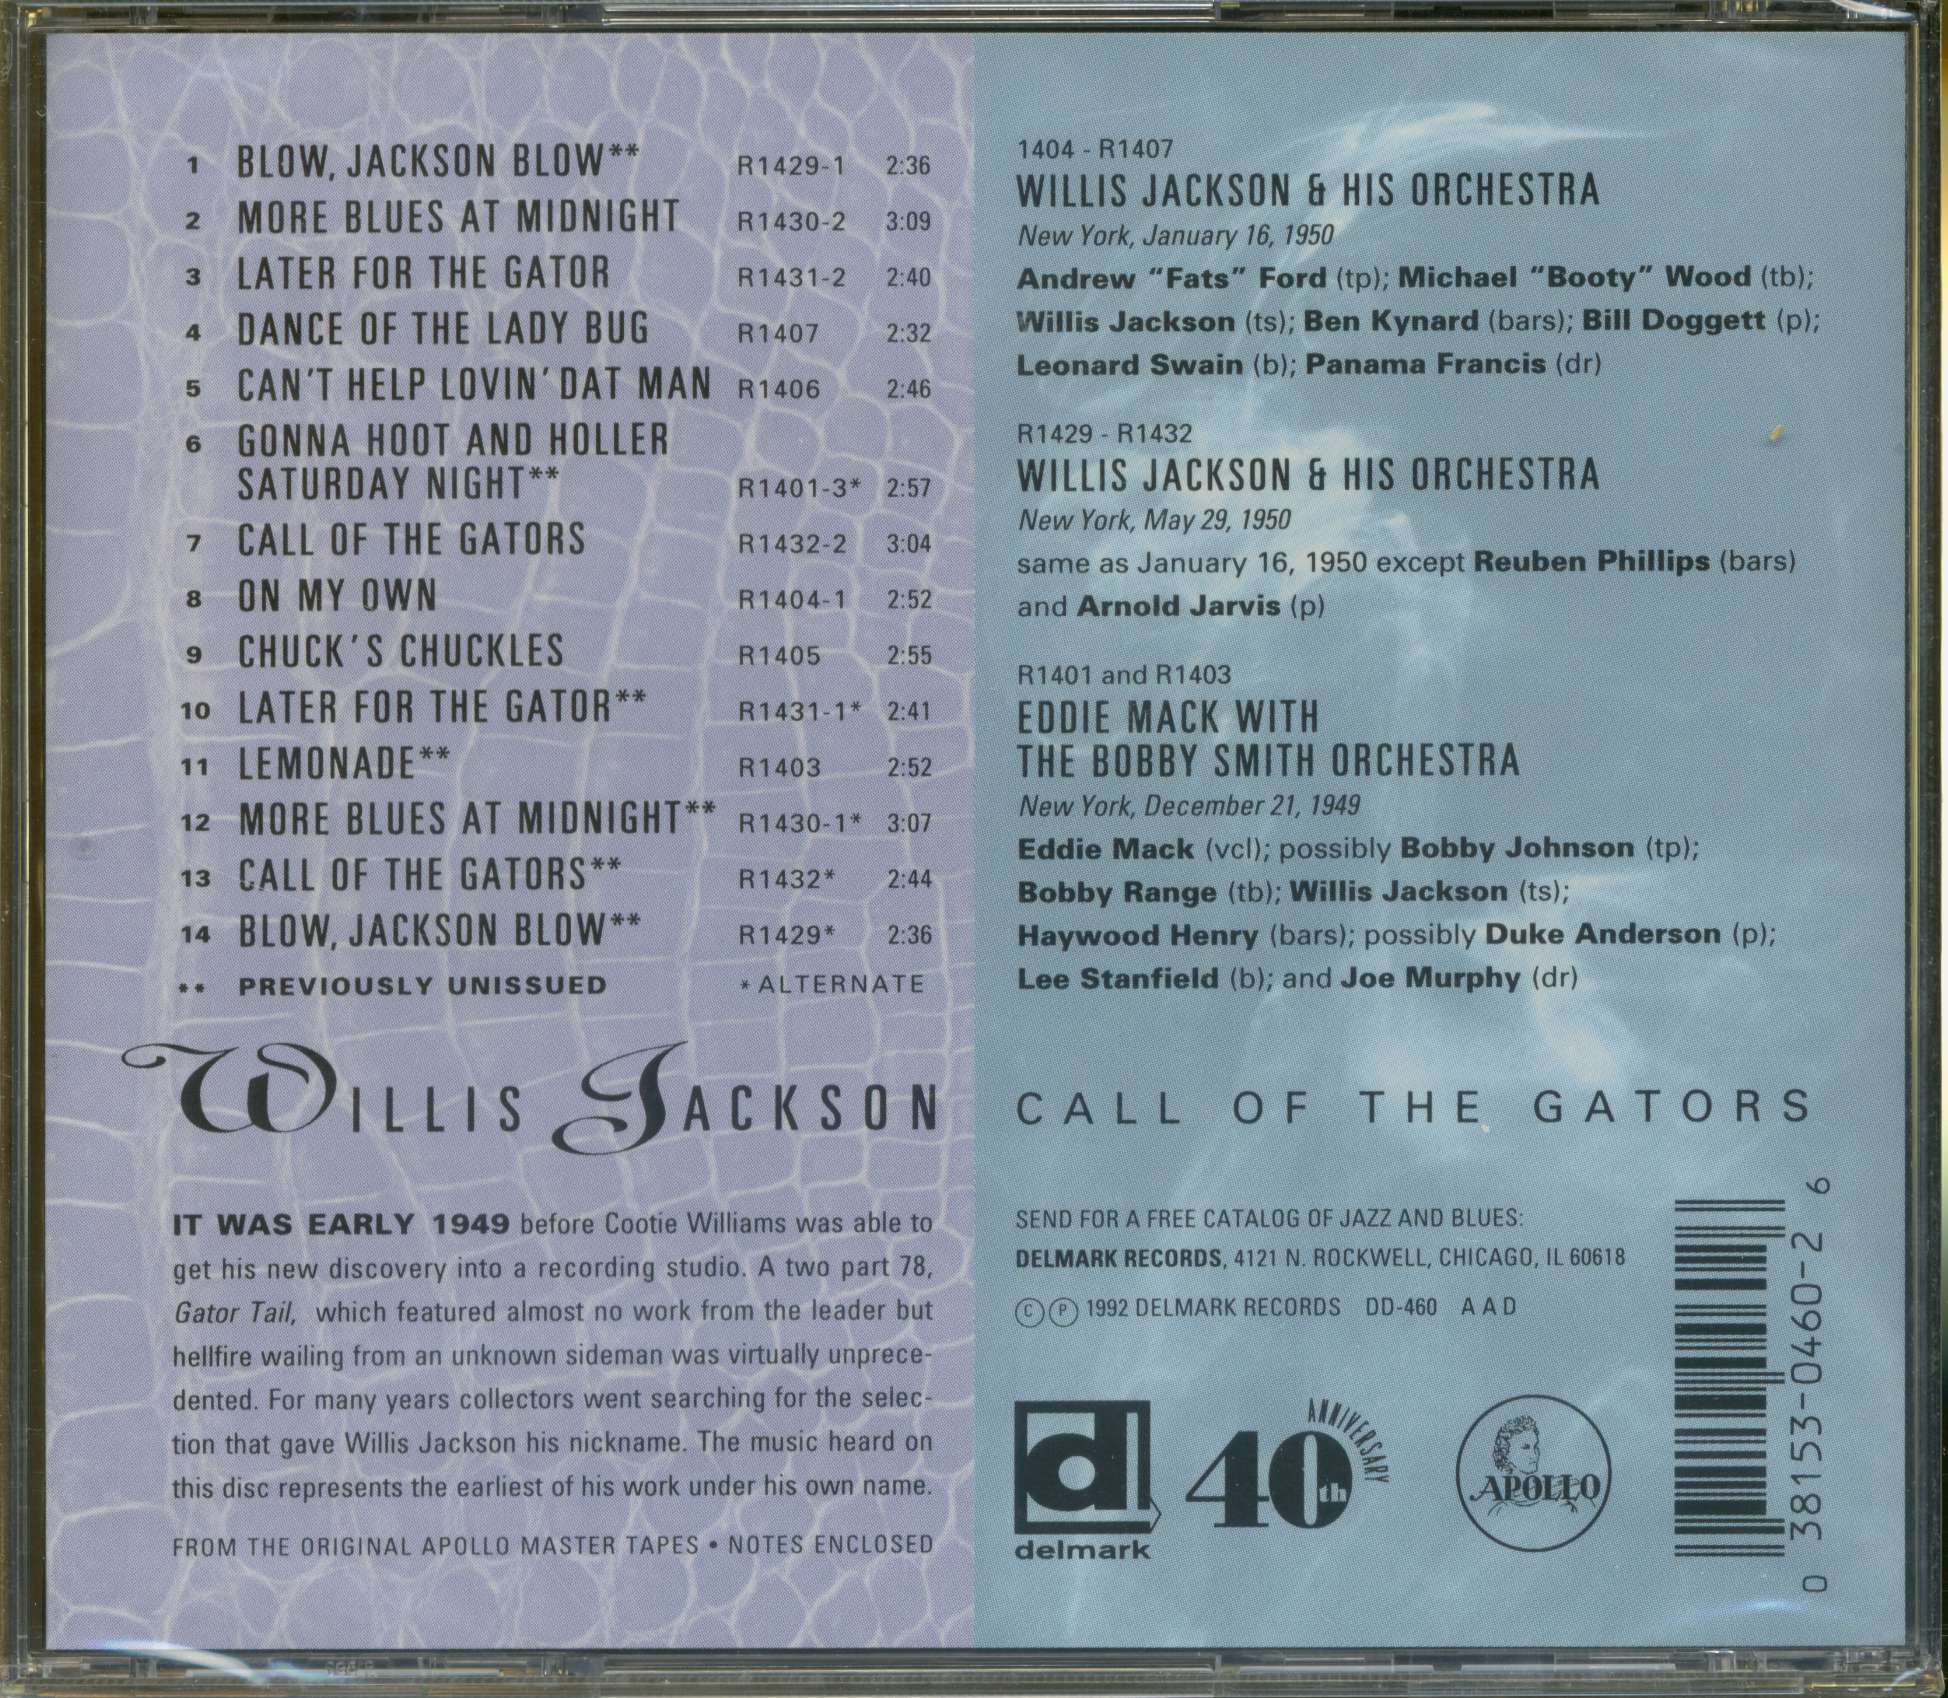 1 BLOW, JACKSON BLOW** R1429-1 2:36
2 MORE BLUES AT MIDNIGHT R1430-2 3:09
3 LATER FOR THE GATOR R1431-2 2:40
4 DANCE OF THE LADY BUG R1407 2:32
5 CAN'T HELP LOVIN' DAT MAN R1406 2:46
6 GONNA HOOT AND HOLLER
SATURDAY NIGHT** R1401-3* 2:57
7 CALL OF THE GATORS R1432-2 3:04
8 ON MY OWN R1404-1 2:52
9 CHUCK'S CHUCKLES R1405 2:55
10 LATER FOR THE GATOR** R1431-1* 2:41
11 LEMONADE** R1403 2:52
12 MORE BLUES AT MIDNIGHT** R1430-1* 3:07
13 CALL OF THE GATORS** R1432* 2:44
14 BLOW, JACKSON BLOW** R1429* 2:36
** PREVIOUSLY UNISSUED * ALTERNATE
WILLIS JACKSON
IT WAS EARLY 1949 before Cootie Williams was able to
get his new discovery into a recording studio. A two part 78,
Gator Tail, which featured almost no work from the leader but
hellfire wailing from an unknown sideman was virtually unprece-
dented. For many years collectors went searching for the selec-
tion that gave Willis Jackson his nickname. The music heard on
this disc represents the earliest of his work under his own name.
FROM THE ORIGINAL APOLLO MASTER TAPES • NOTES ENCLOSED
1404 - R1407
WILLIS JACKSON & HIS ORCHESTRA
New York, January 16, 1950
Andrew "Fats" Ford (tp); Michael "Booty" Wood (tb);
Willis Jackson (ts); Ben Kynard (bars); Bill Doggett (p);
Leonard Swain (b); Panama Francis (dr)
R1429 - R1432
WILLIS JACKSON & HIS ORCHESTRA
New York, May 29, 1950
same as January 16, 1950 except Reuben Phillips (bars)
and Arnold Jarvis (p)
R1401 and R1403
EDDIE MACK WITH
THE BOBBY SMITH ORCHESTRA
New York, December 21, 1949
Eddie Mack (vcl); possibly Bobby Johnson (tp);
Bobby Range (tb); Willis Jackson (ts);
Haywood Henry (bars); possibly Duke Anderson (p);
Lee Stanfield (b); and Joe Murphy (dr)
CALL OF THE GATORS
SEND FOR A FREE CATALOG OF JAZZ AND BLUES:
DELMARK RECORDS, 4121 N. ROCKWELL, CHICAGO, IL 60618
© ℗ 1992 DELMARK RECORDS DD-460 A A D
d
delmark
40th
ANNIVERSARY
APOLLO
0 38153-0460-2 6